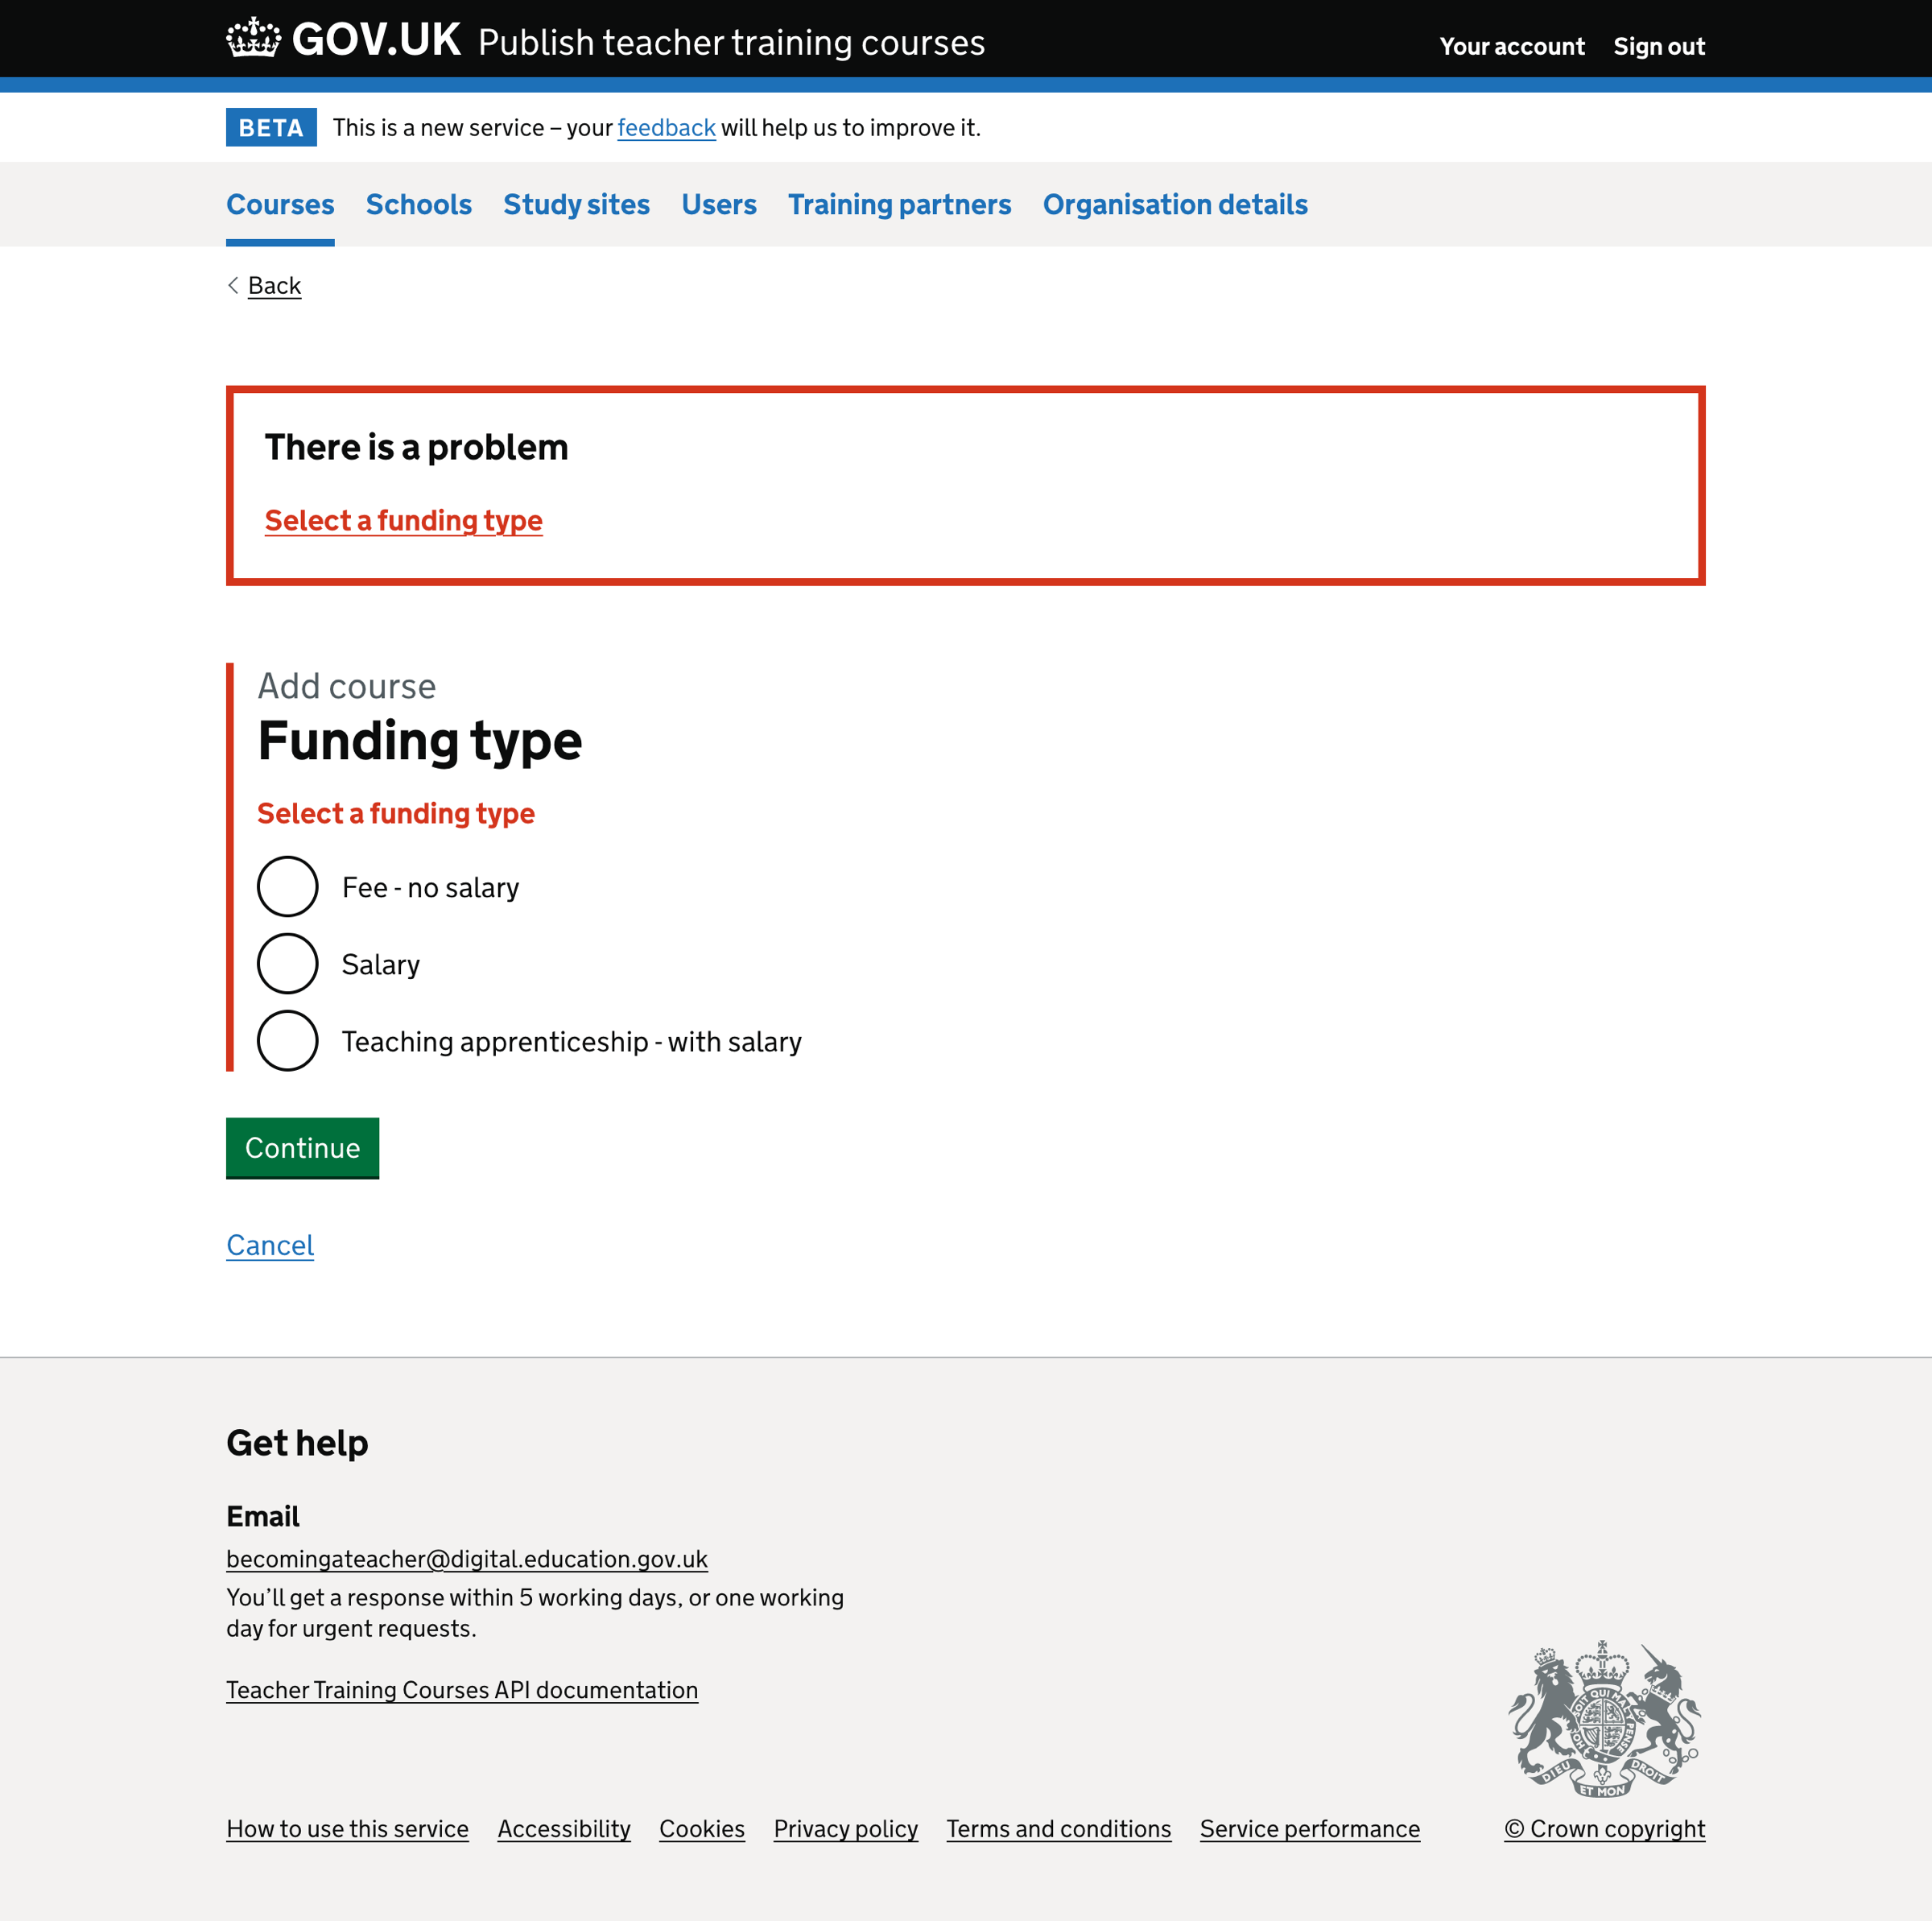 GOV.UK Publish teacher training courses
Your account Sign out
BETA This is a new service – your feedback will help us to improve it.
Courses Schools Study sites Users Training partners Organisation details
Back
There is a problem
Select a funding type
Add course
Funding type
Select a funding type
Fee - no salary
Salary
Teaching apprenticeship - with salary
Continue
Cancel
Get help
Email
becomingateacher@digital.education.gov.uk
You’ll get a response within 5 working days, or one working
day for urgent requests.
Teacher Training Courses API documentation
DIEU ET MON DROIT
How to use this service Accessibility Cookies Privacy policy Terms and conditions Service performance
© Crown copyright